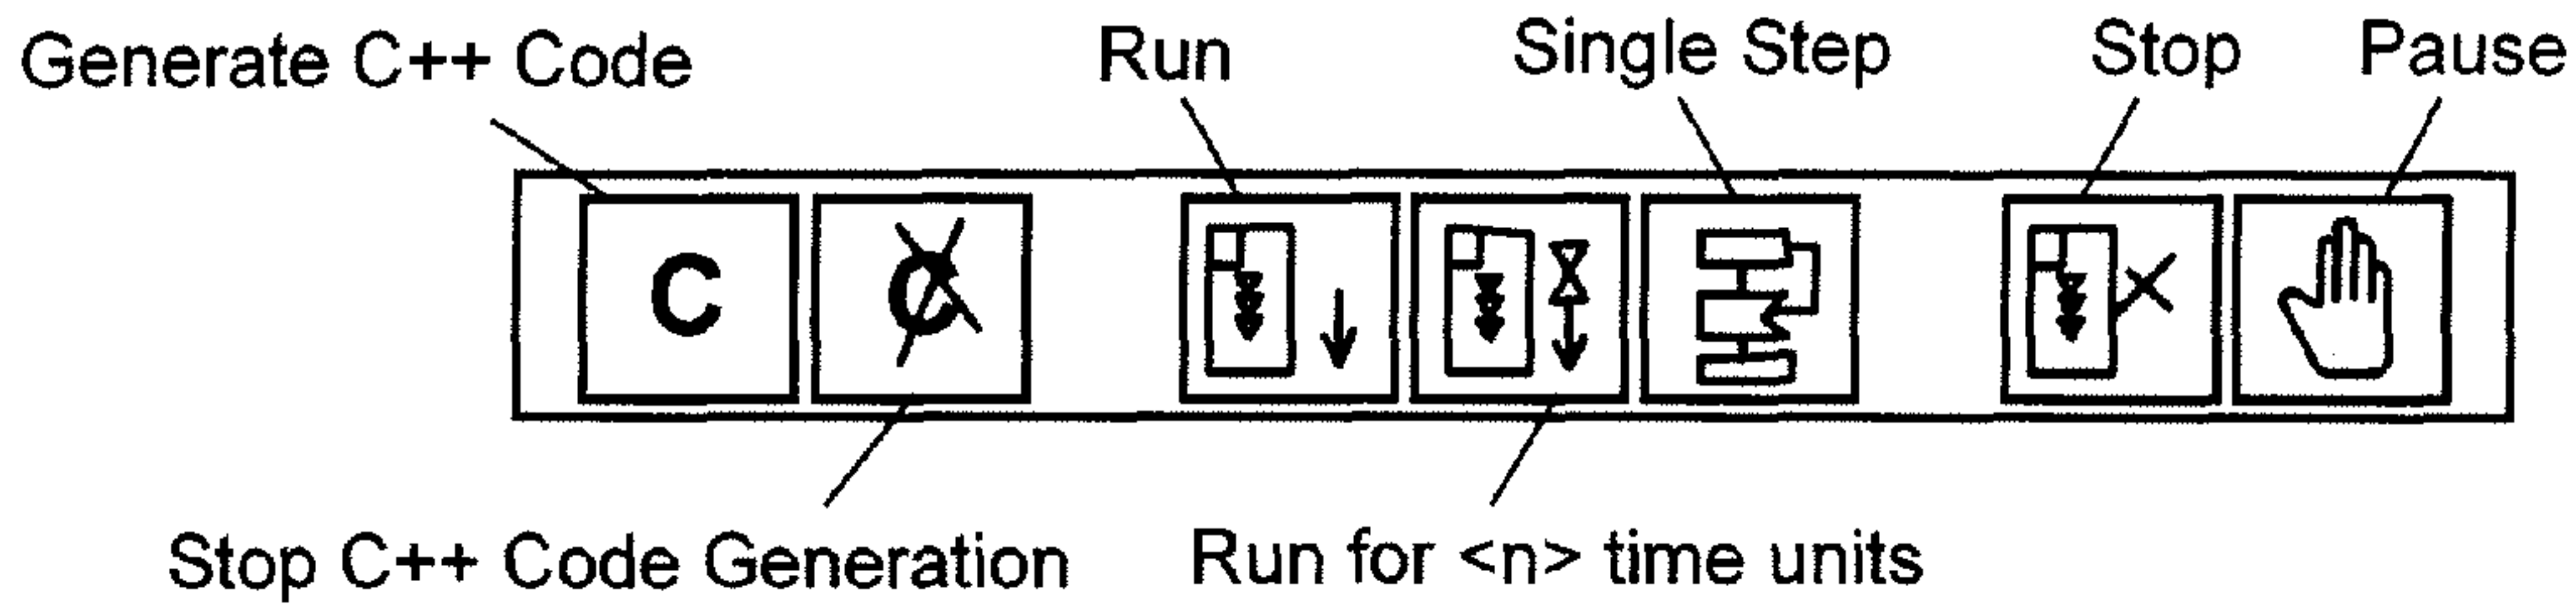 Generate C++ Code
Run
Single Step
Stop
Pause
C
C
Stop C++ Code Generation
Run for <n> time units